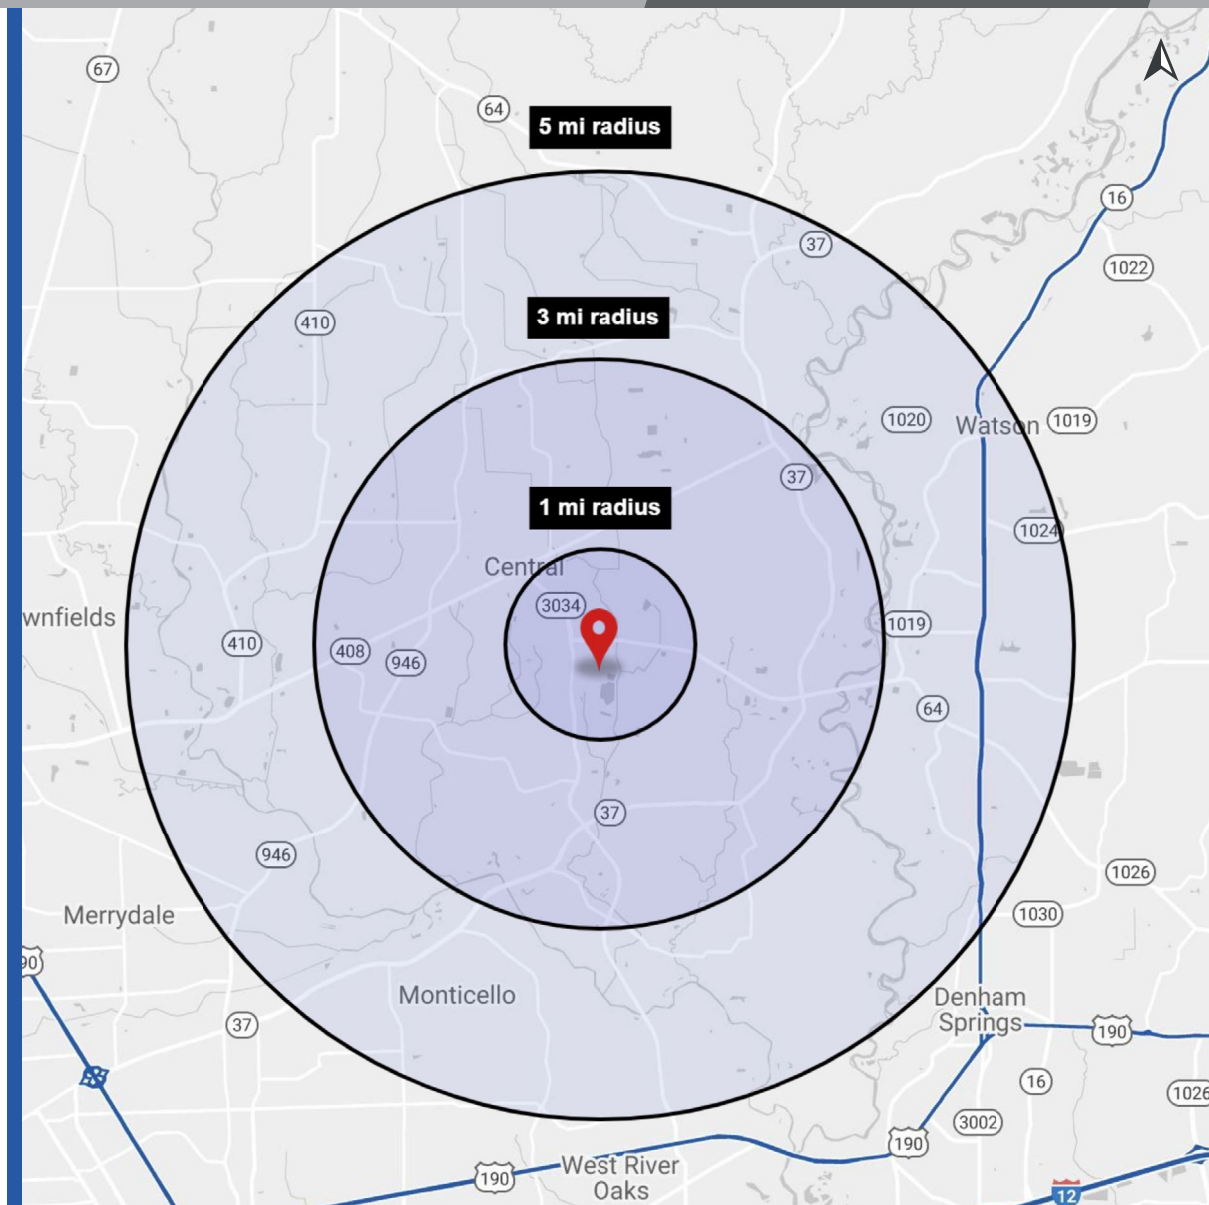 67
64
5 mi radius
16
37
1022
3 mi radius
410
1020
Watson
1019
37
1 mi radius
1024
Central
3034
wnfields
1019
410
408
946
64
37
946
1026
Merrydale
1030
90
Monticello
Denham
Springs
37
190
16
1026
3002
190
West River
Oaks
190
12